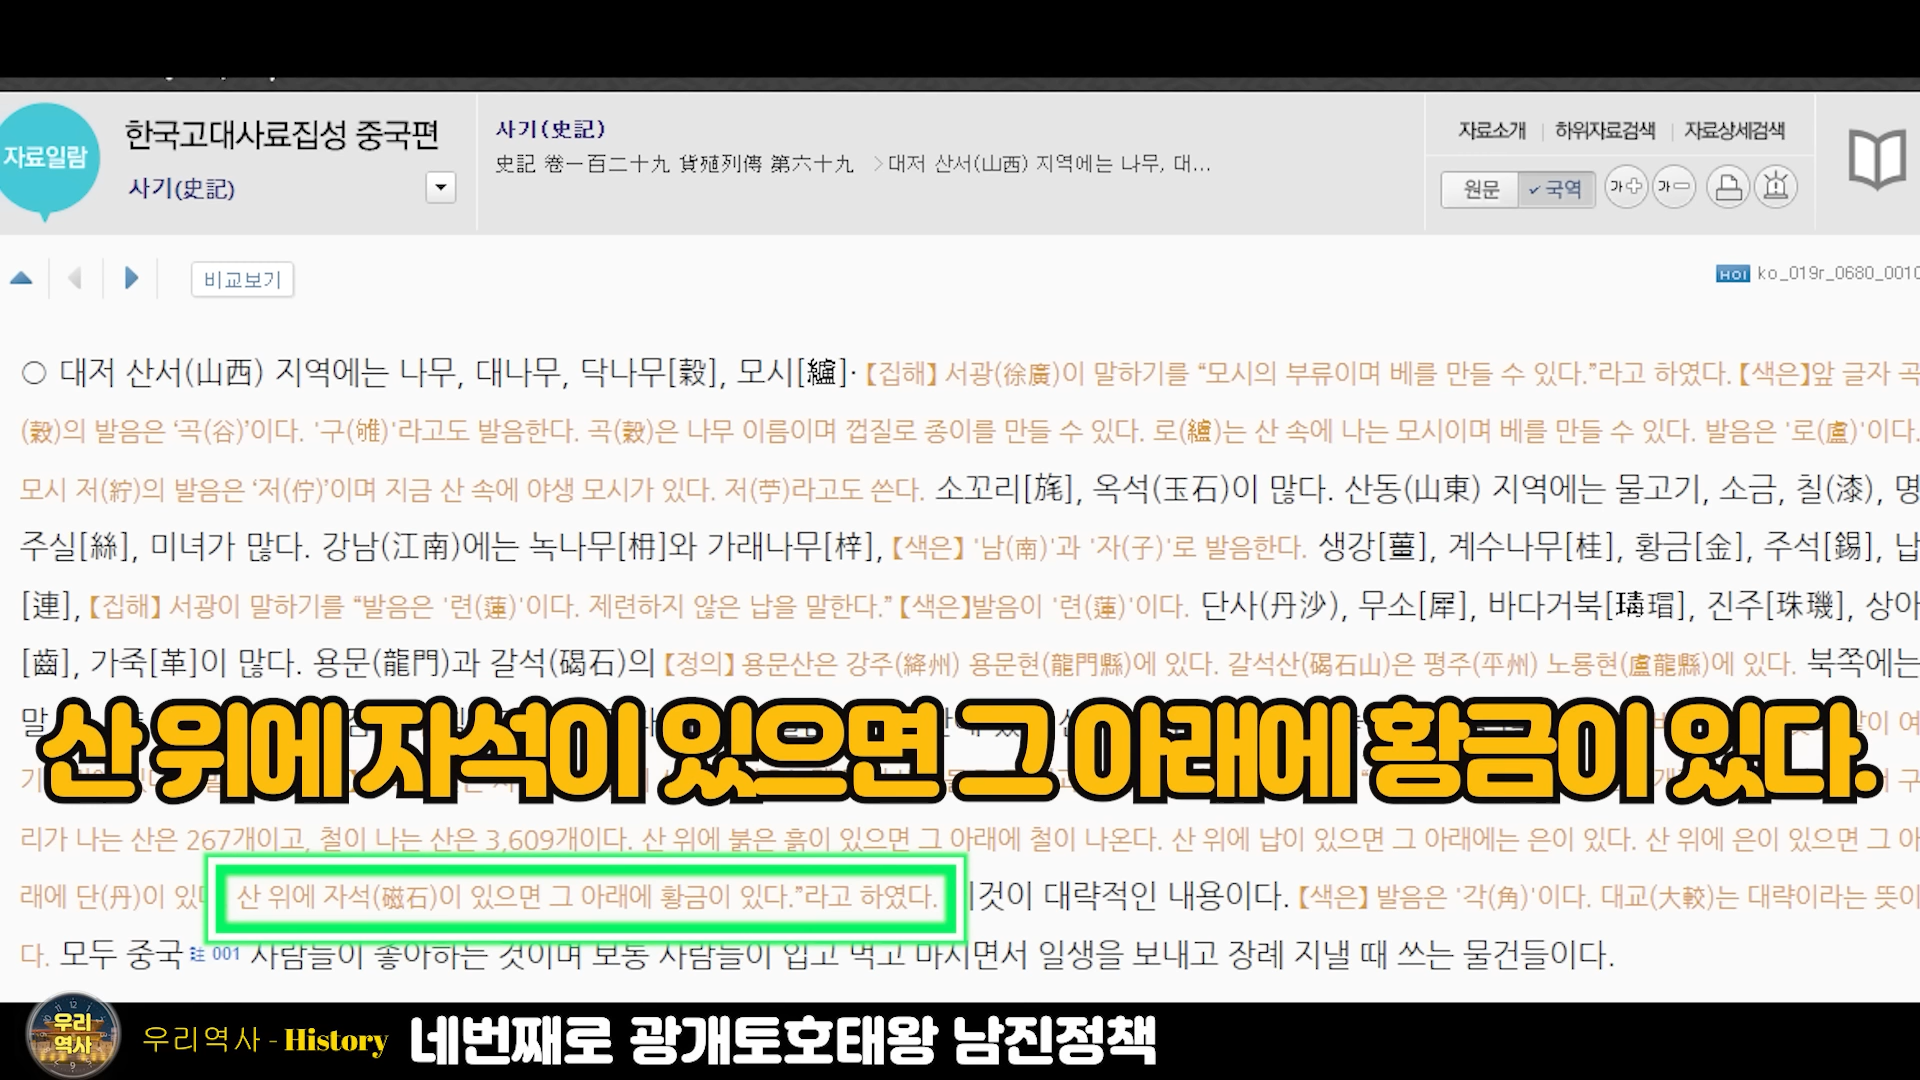 자료일람
한국고대사료집성 중국편
사기(史記)
사기(史記)
史記 卷一百二十九 貨殖列傳 第六十九 > 대저 산서(山西) 지역에는 나무, 대...
자료소개 | 하위자료검색 | 자료상세검색
원문 ✓국역 가+ 가-
비교보기
HOI ko_019r_0680_0010
○ 대저 산서(山西) 지역에는 나무, 대나무, 닥나무[穀], 모시[纑]·【집해】 서광(徐廣)이 말하기를 “모시의 부류이며 베를 만들 수 있다.”라고 하였다.【색은】앞 글자 곡
(穀)의 발음은 ‘곡(谷)’이다. '구(雊)'라고도 발음한다. 곡(穀)은 나무 이름이며 껍질로 종이를 만들 수 있다. 로(纑)는 산 속에 나는 모시이며 베를 만들 수 있다. 발음은 '로(盧)'이다.
모시 저(紵)의 발음은 ‘저(佇)’이며 지금 산 속에 야생 모시가 있다. 저(苧)라고도 쓴다. 소꼬리[旄], 옥석(玉石)이 많다. 산동(山東) 지역에는 물고기, 소금, 칠(漆), 명
주실[絲], 미녀가 많다. 강남(江南)에는 녹나무[枏]와 가래나무[梓],【색은】 '남(南)'과 '자(子)'로 발음한다. 생강[薑], 계수나무[桂], 황금[金], 주석[錫], 납
[連],【집해】 서광이 말하기를 “발음은 '련(蓮)'이다. 제련하지 않은 납을 말한다.”【색은】발음이 '련(蓮)'이다. 단사(丹沙), 무소[犀], 바다거북[瑇瑁], 진주[珠璣], 상아
[齒], 가죽[革]이 많다. 용문(龍門)과 갈석(碣石)의 【정의】 용문산은 강주(絳州) 용문현(龍門縣)에 있다. 갈석산(碣石山)은 평주(平州) 노룡현(盧龍縣)에 있다. 북쪽에는
말
산 위에 자석이 있으면 그 아래에 황금이 있다.
리가 나는 산은 267개이고, 철이 나는 산은 3,609개이다. 산 위에 붉은 흙이 있으면 그 아래에 철이 나온다. 산 위에 납이 있으면 그 아래에는 은이 있다. 산 위에 은이 있으면 그 아
래에 단(丹)이 있 산 위에 자석(磁石)이 있으면 그 아래에 황금이 있다.”라고 하였다. 이것이 대략적인 내용이다.【색은】 발음은 '각(角)'이다. 대교(大較)는 대략이라는 뜻이
다. 모두 중국 註 001 사람들이 좋아하는 것이며 보통 사람들이 입고 먹고 마시면서 일생을 보내고 장례 지낼 때 쓰는 물건들이다.
우리 역사
우리역사 - History 네번째로 광개토호태왕 남진정책